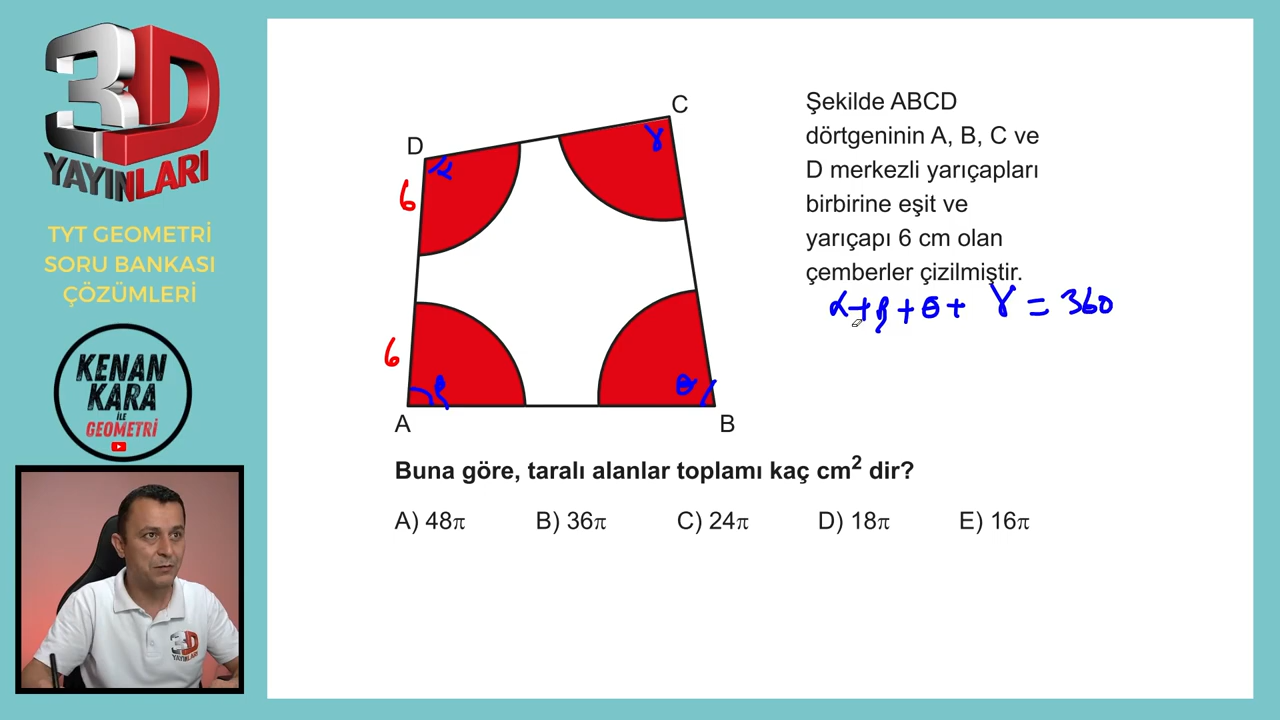 3D
YAYINLARI
TYT GEOMETRİ
SORU BANKASI
ÇÖZÜMLERİ
KENAN
KARA
İLE
GEOMETRİ
3D
YAYINLARI
D
C
α
γ
6
6
β
θ
A
B
Şekilde ABCD
dörtgeninin A, B, C ve
D merkezli yarıçapları
birbirine eşit ve
yarıçapı 6 cm olan
çemberler çizilmiştir.
α+β+θ+γ=360
Buna göre, taralı alanlar toplamı kaç cm² dir?
A) 48π B) 36π C) 24π D) 18π E) 16π